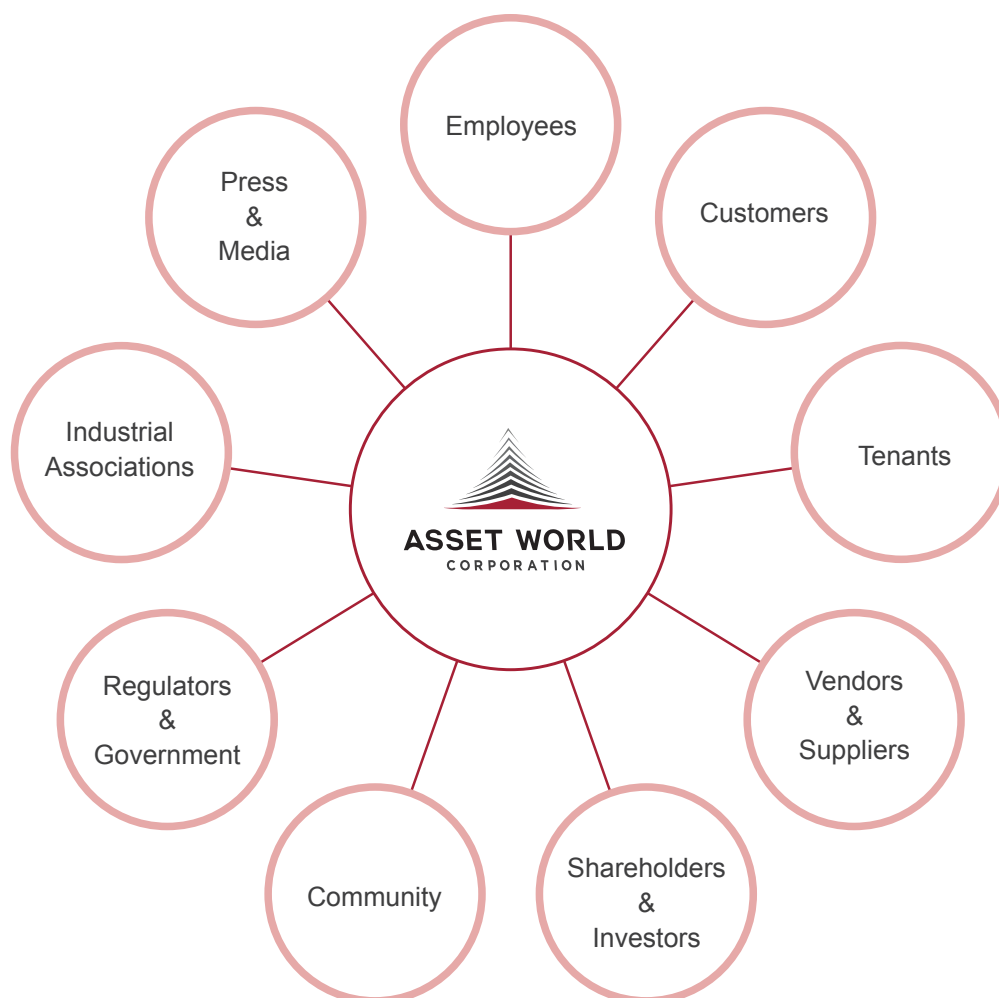 Employees
Press
&
Media
Customers
Industrial
Associations
Tenants
ASSET WORLD
CORPORATION
Regulators
&
Government
Vendors
&
Suppliers
Community
Shareholders
&
Investors